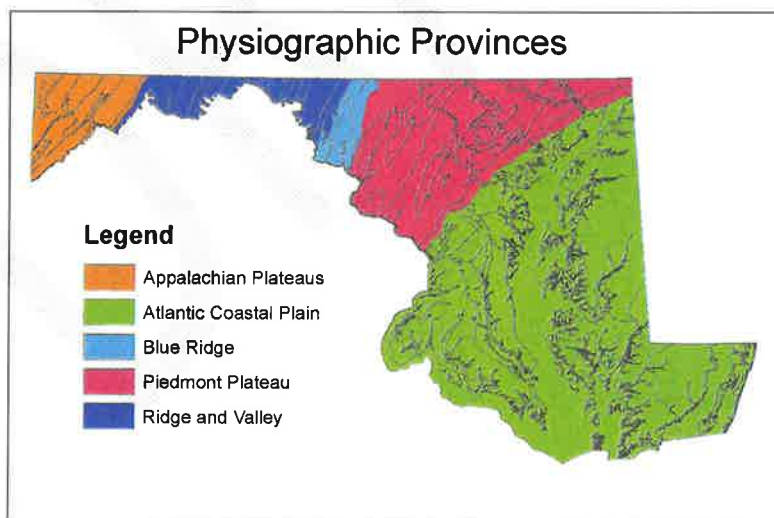 Physiographic Provinces
Legend
Appalachian Plateaus
Atlantic Coastal Plain
Blue Ridge
Piedmont Plateau
Ridge and Valley